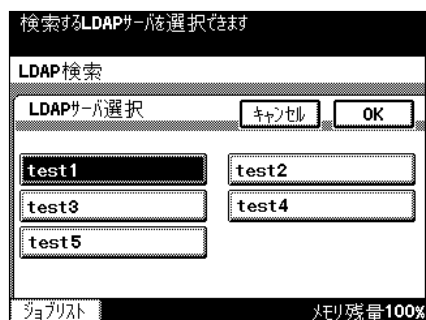 検索するLDAPサーバを選択できます
LDAP検索
LDAPサーバ選択 キャンセル OK
test1 test2
test3 test4
test5
ジョブリスト メモリ残量100%